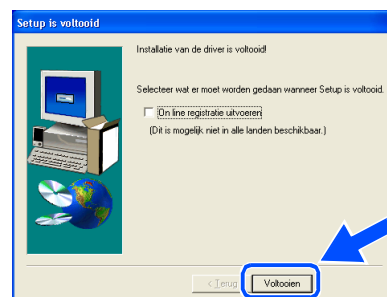 Setup is voltooid
Installatie van de driver is voltooid!
Selecteer wat er moet worden gedaan wanneer Setup is voltooid.
On line registratie uitvoeren
(Dit is mogelijk niet in alle landen beschikbaar.)
< Terug
Voltooien